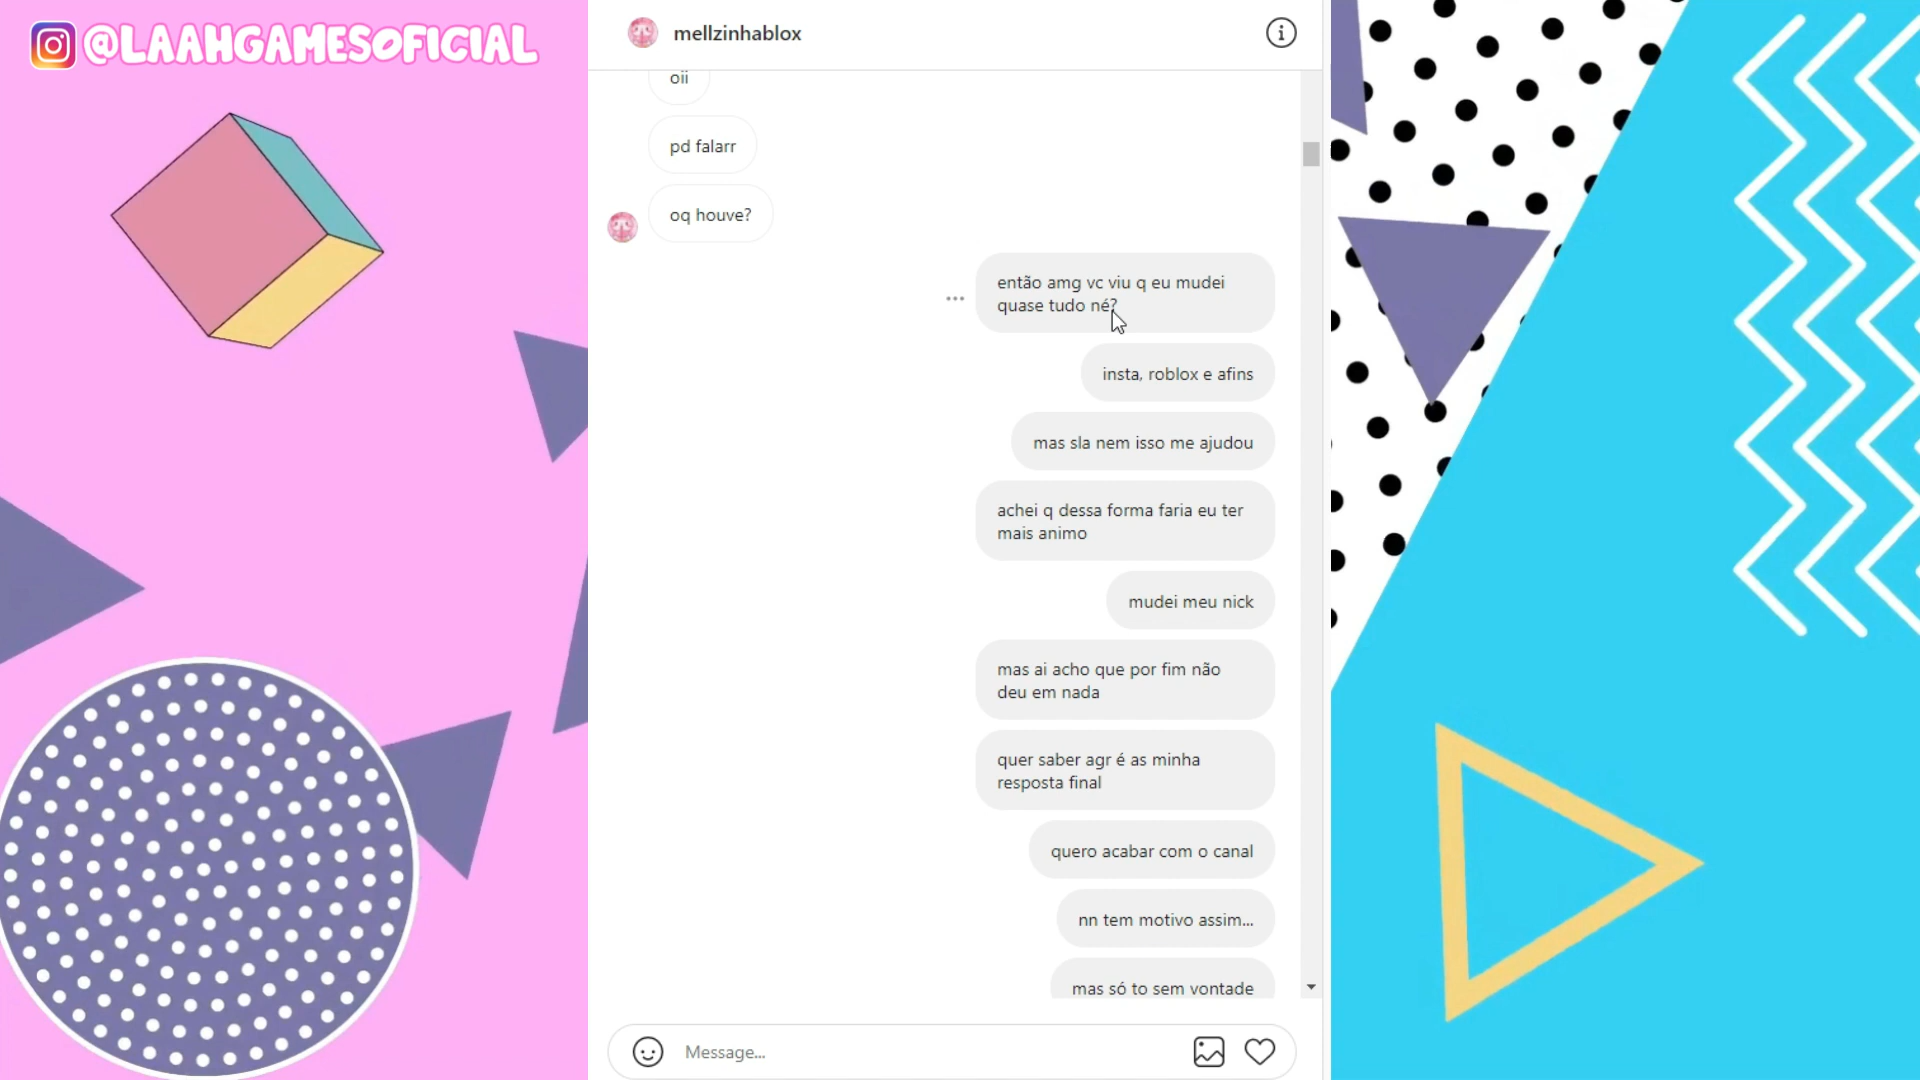 @LAAHGAMESOFICIAL
mellzinhablox
oii
pd falarr
oq houve?
então amg vc viu q eu mudei
quase tudo né?
insta, roblox e afins
mas sla nem isso me ajudou
achei q dessa forma faria eu ter
mais animo
mudei meu nick
mas ai acho que por fim não
deu em nada
quer saber agr é as minha
resposta final
quero acabar com o canal
nn tem motivo assim...
mas só to sem vontade
Message...